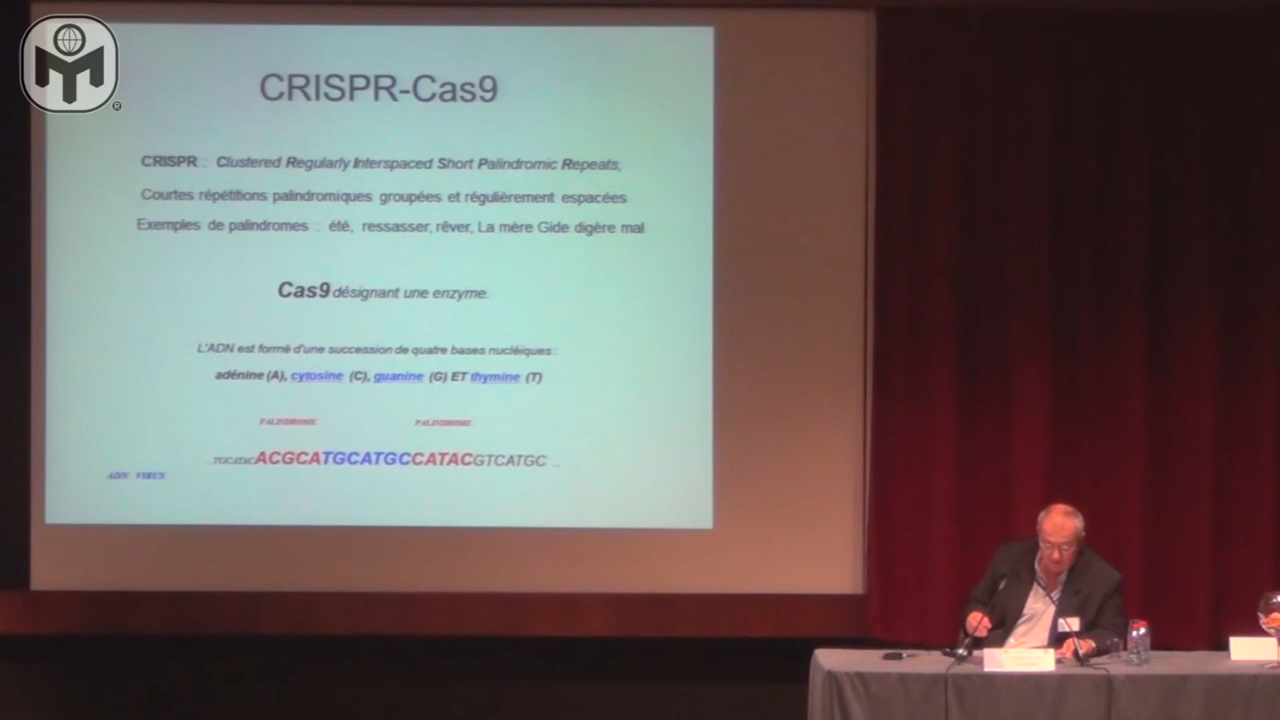 CRISPR-Cas9
CRISPR : Clustered Regularly Interspaced Short Palindromic Repeats,
Courtes répétitions palindromiques groupées et régulièrement espacées
Exemples de palindromes : été, ressasser, rêver, La mère Gide digère mal
Cas9 désignant une enzyme.
L'ADN est formé d'une succession de quatre bases nucléiques :
adénine (A), cytosine (C), guanine (G) ET thymine (T)
PALINDROME PALINDROME
ACGCATGCATGCCATACGTCATGC ..
ADN VIRUS